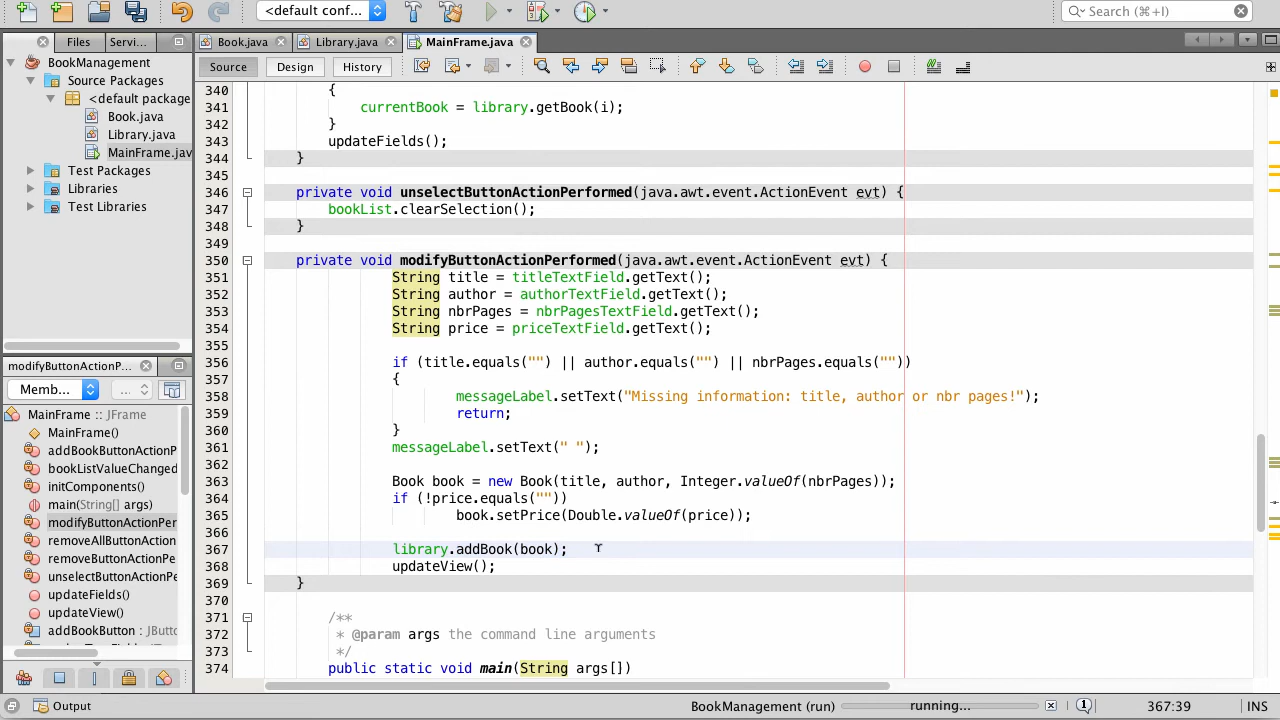 <default conf...
Search (⌘+I)
Files
Servi...
Book.java
Library.java
MainFrame.java
BookManagement
Source Packages
<default package
Book.java
Library.java
MainFrame.jav
Test Packages
Libraries
Test Libraries
Source
Design
History
340 {
341 currentBook = library.getBook(i);
342 }
343 updateFields();
344 }
345
346 private void unselectButtonActionPerformed(java.awt.event.ActionEvent evt) {
347 bookList.clearSelection();
348 }
349
350 private void modifyButtonActionPerformed(java.awt.event.ActionEvent evt) {
351 String title = titleTextField.getText();
352 String author = authorTextField.getText();
353 String nbrPages = nbrPagesTextField.getText();
354 String price = priceTextField.getText();
355
356 if (title.equals("") || author.equals("") || nbrPages.equals(""))
357 {
358 messageLabel.setText("Missing information: title, author or nbr pages!");
359 return;
360 }
361 messageLabel.setText(" ");
362
363 Book book = new Book(title, author, Integer.valueOf(nbrPages));
364 if (!price.equals(""))
365 book.setPrice(Double.valueOf(price));
366
367 library.addBook(book);
368 updateView();
369 }
370
371 /**
372 * @param args the command line arguments
373 */
374 public static void main(String args[])
modifyButtonActionP...
Memb...
...
MainFrame :: JFrame
MainFrame()
addBookButtonActionP
bookListValueChanged
initComponents()
main(String[] args)
modifyButtonActionPer
removeAllButtonAction
removeButtonActionPe
unselectButtonActionPe
updateFields()
updateView()
addBookButton : JButto
Output
BookManagement (run)
running...
1
367:39
INS